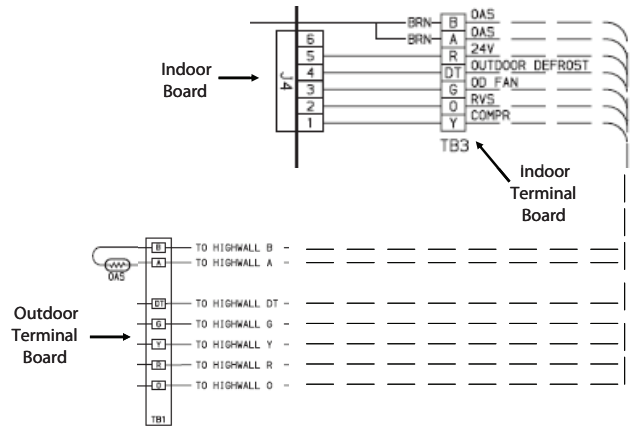 BRN B OAS
BRN A OAS
6
5 R 24V
4 DT OUTDOOR DEFROST
3 G OD FAN
2 O RVS
1 Y COMPR
J4
TB3
Indoor
Board
Indoor
Terminal
Board
B TO HIGHWALL B
A TO HIGHWALL A
OAS
DT TO HIGHWALL DT
G TO HIGHWALL G
Y TO HIGHWALL Y
R TO HIGHWALL R
O TO HIGHWALL O
TB1
Outdoor
Terminal
Board